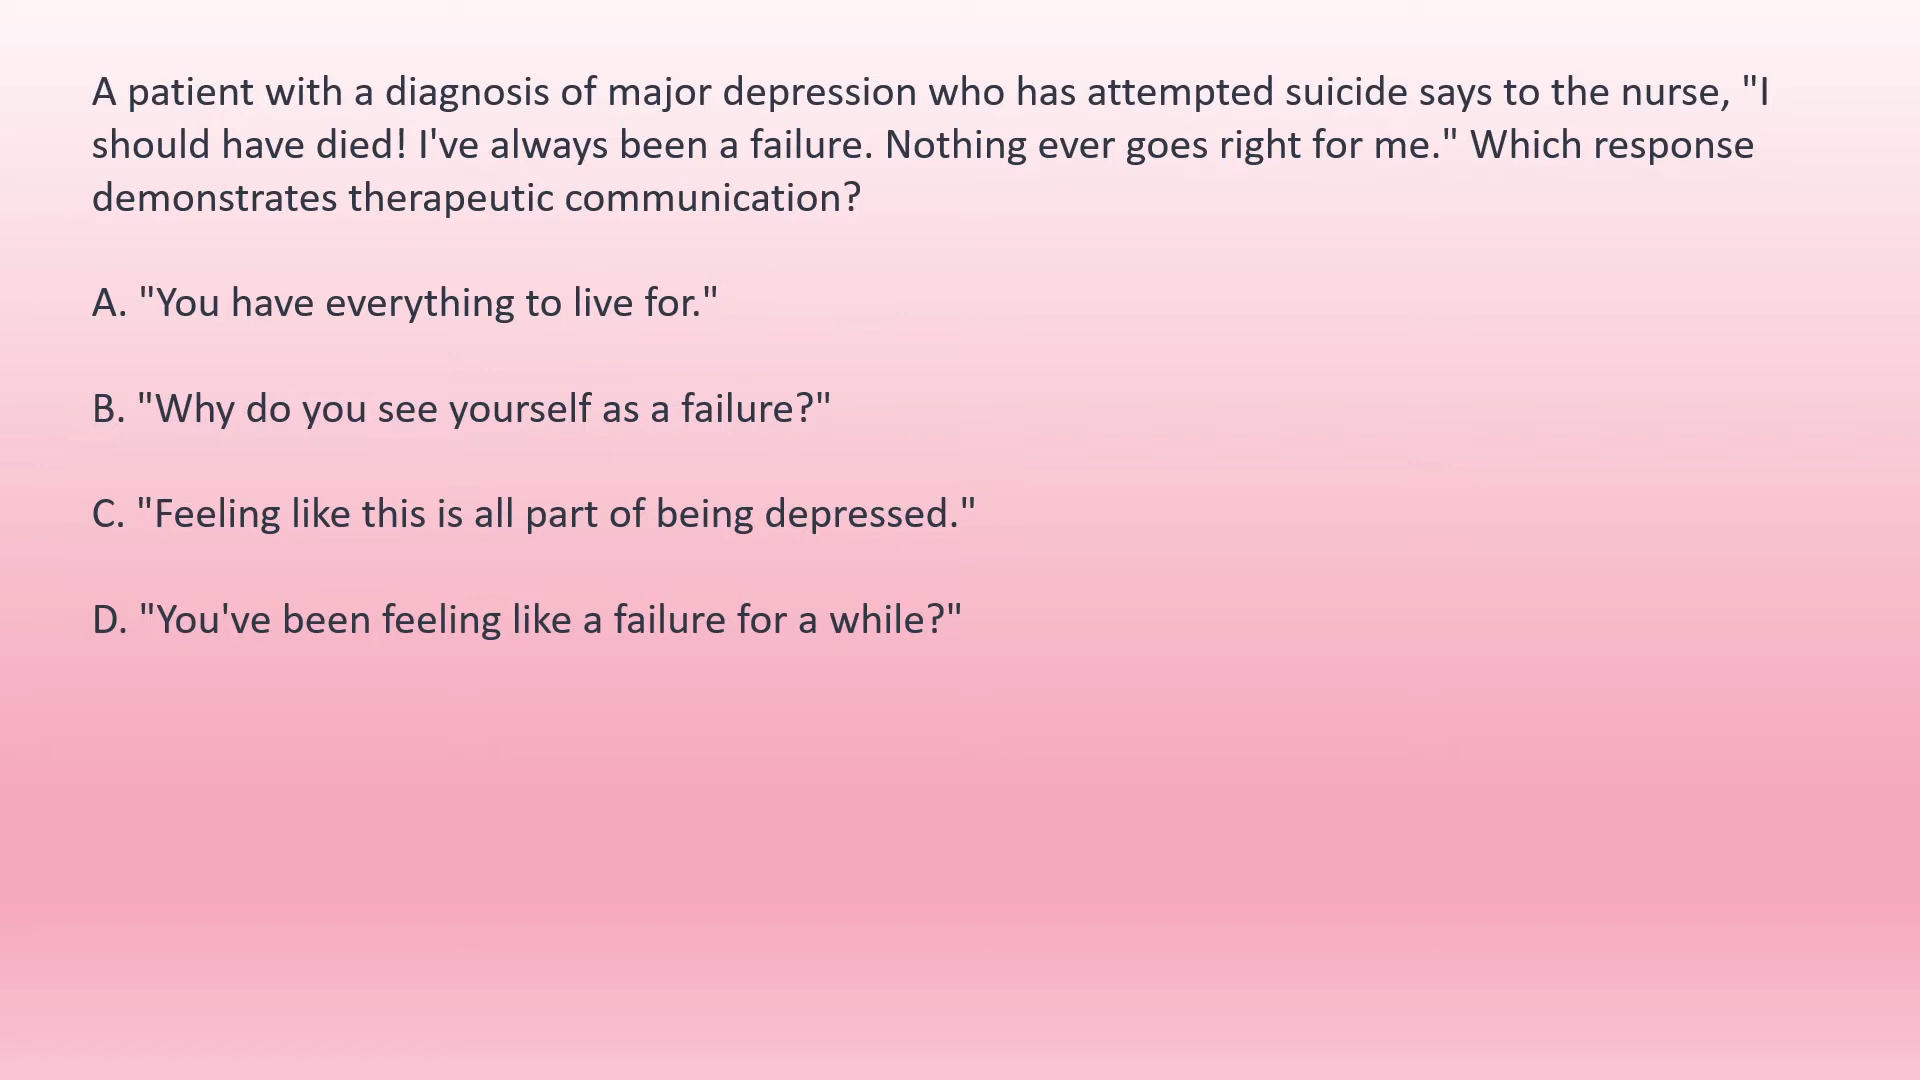 A patient with a diagnosis of major depression who has attempted suicide says to the nurse, "I
should have died! I've always been a failure. Nothing ever goes right for me." Which response
demonstrates therapeutic communication?
A. "You have everything to live for."
B. "Why do you see yourself as a failure?"
C. "Feeling like this is all part of being depressed."
D. "You've been feeling like a failure for a while?"